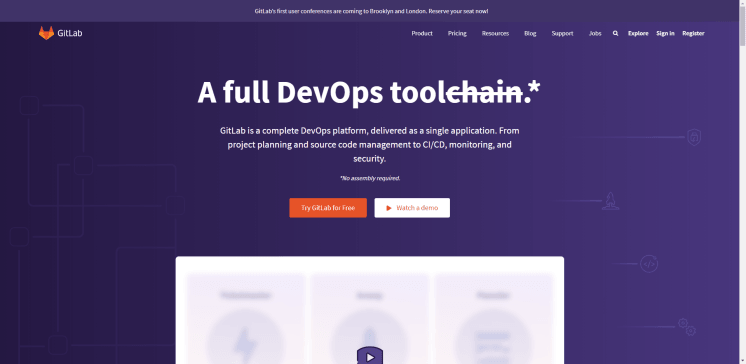 GitLab's first user conferences are coming to Brooklyn and London. Reserve your seat now!
GitLab Product Pricing Resources Blog Support Jobs Explore Sign in Register
A full DevOps toolchain.*
GitLab is a complete DevOps platform, delivered as a single application. From
project planning and source code management to CI/CD, monitoring, and
security.
*No assembly required.
Try GitLab for Free Watch a demo